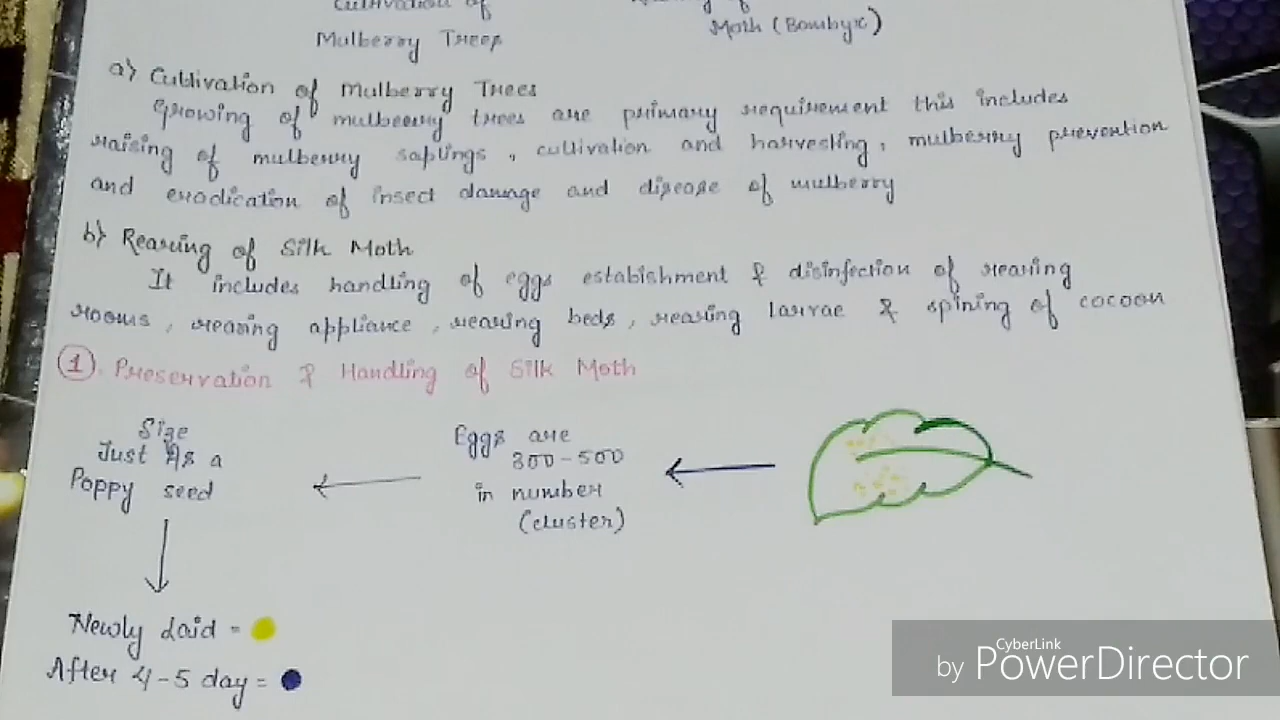 Cultivation of
Mulberry Trees
Moth (Bombyx)
a) Cultivation of Mulberry Trees
Growing of mulbeery trees are primary requirement this includes
raising of mulberry saplings, cultivation and harvesting, mulberry prevention
and eradication of insect damage and disease of mulberry
b) Rearing of Silk Moth
It includes handling of eggs estabishment & disinfection of rearing
rooms, rearing appliance, rearing beds, rearing larvae & spining of cocoon
1. Preservation & Handling of Silk Moth
Size
Just As a
Poppy seed
Eggs are
300-500
in number
(cluster)
Newly Laid =
After 4-5 day =
CyberLink
by PowerDirector